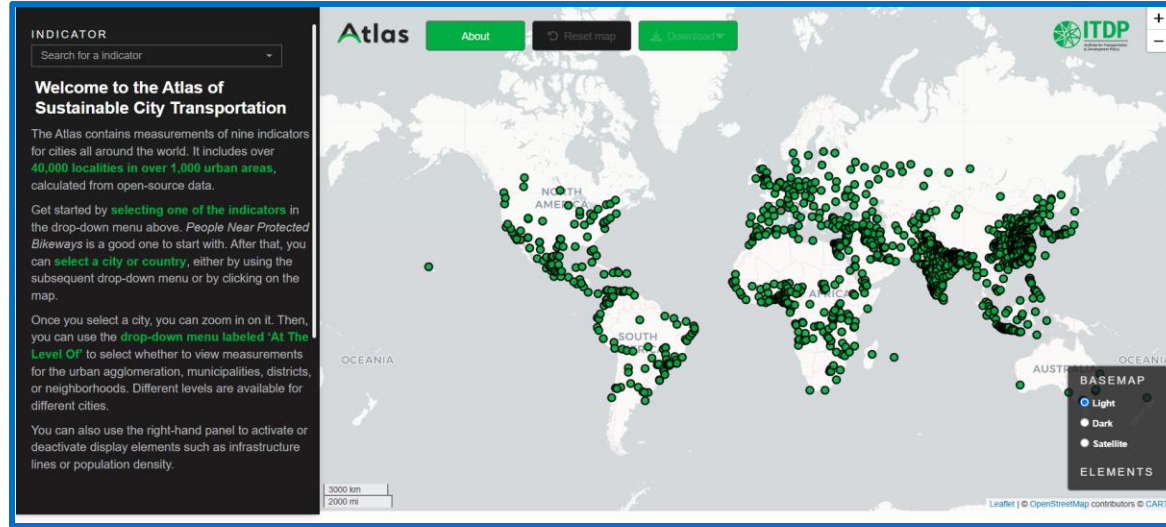 INDICATOR
Search for a indicator
Welcome to the Atlas of
Sustainable City Transportation
The Atlas contains measurements of nine indicators
for cities all around the world. It includes over
40,000 localities in over 1,000 urban areas,
calculated from open-source data.
Get started by selecting one of the indicators in
the drop-down menu above. People Near Protected
Bikeways is a good one to start with. After that, you
can select a city or country, either by using the
subsequent drop-down menu or by clicking on the
map.
Once you select a city, you can zoom in on it. Then,
you can use the drop-down menu labeled 'At The
Level Of' to select whether to view measurements
for the urban agglomeration, municipalities, districts,
or neighborhoods. Different levels are available for
different cities.
You can also use the right-hand panel to activate or
deactivate display elements such as infrastructure
lines or population density.
Atlas
About
Reset map
Download
ITDP
+
−
NORTH
AMERICA
AFRICA
SOUTH
OCEANIA
OCEANIA
BASEMAP
Light
Dark
Satellite
ELEMENTS
3000 km
2000 mi
Leaflet | © OpenStreetMap contributors © CART